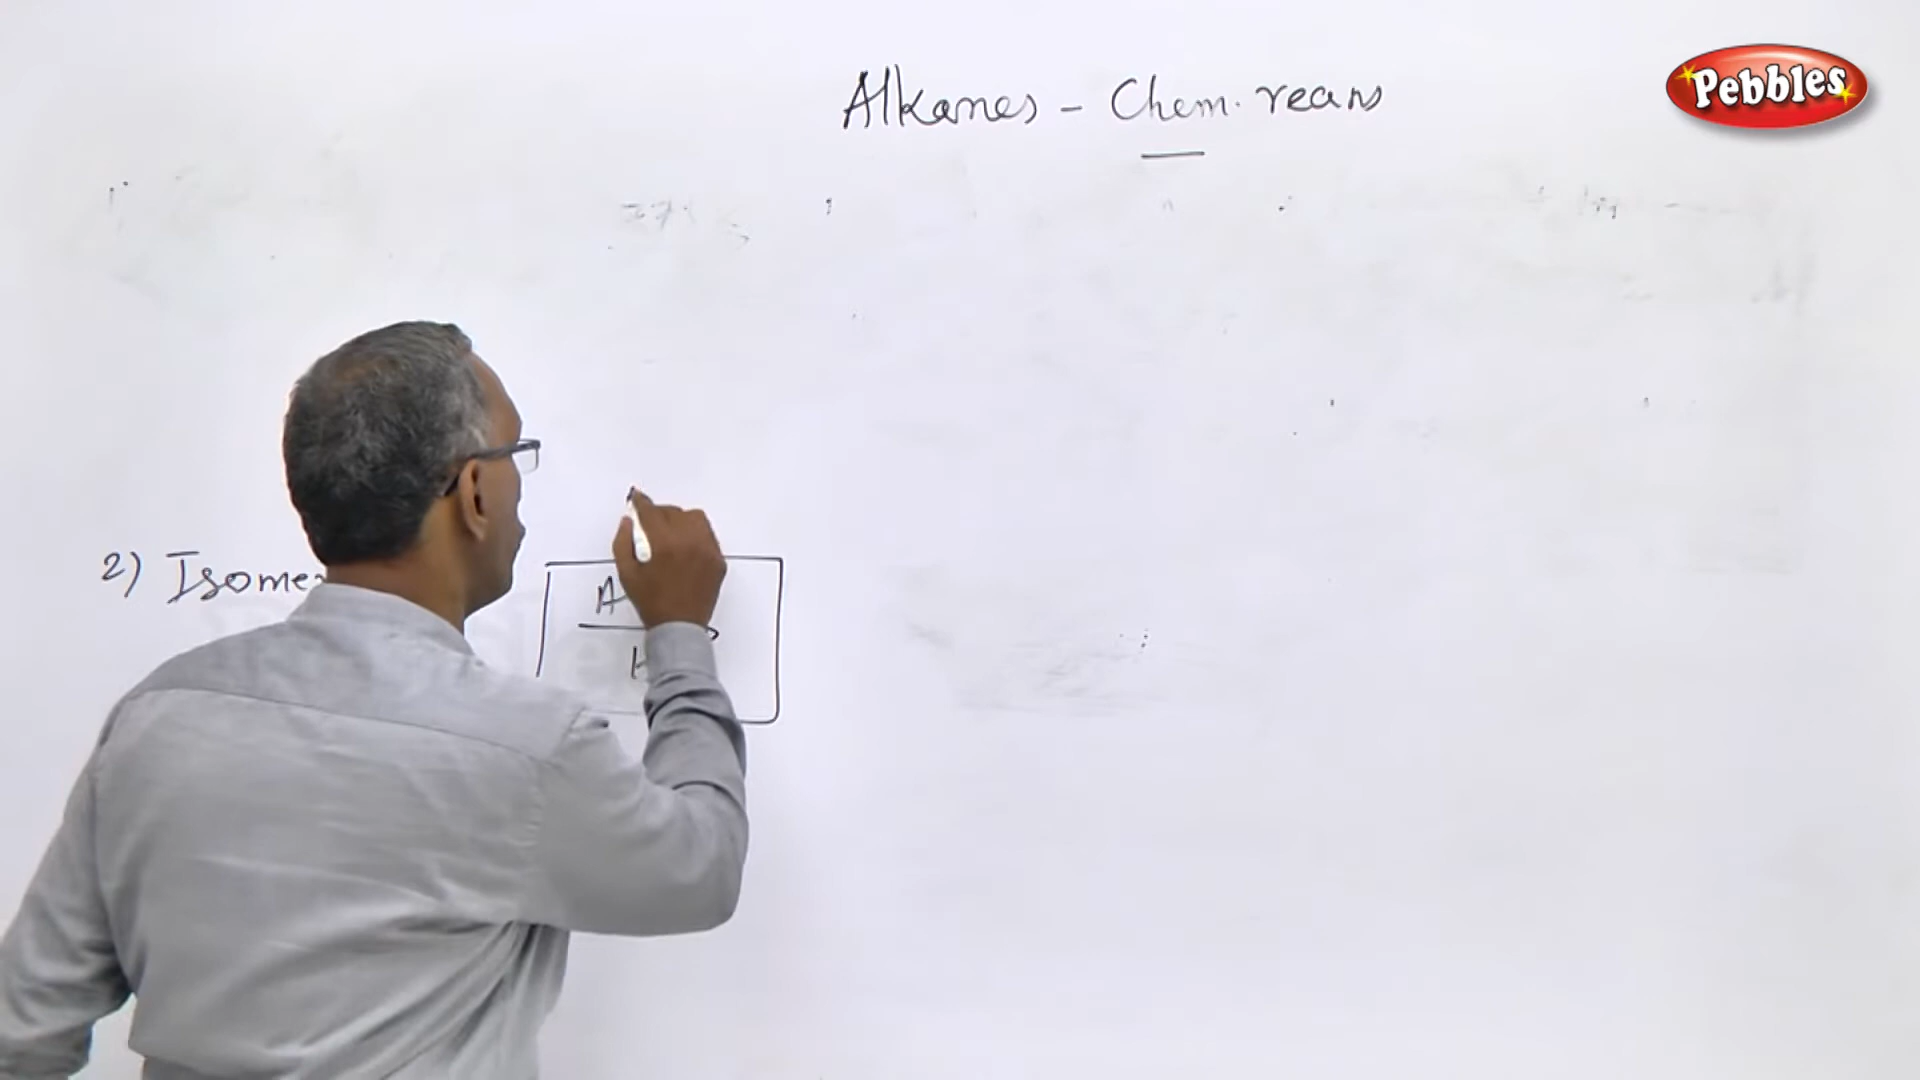 Pebbles
Alkanes - Chem. reans
2) Isome
A
H